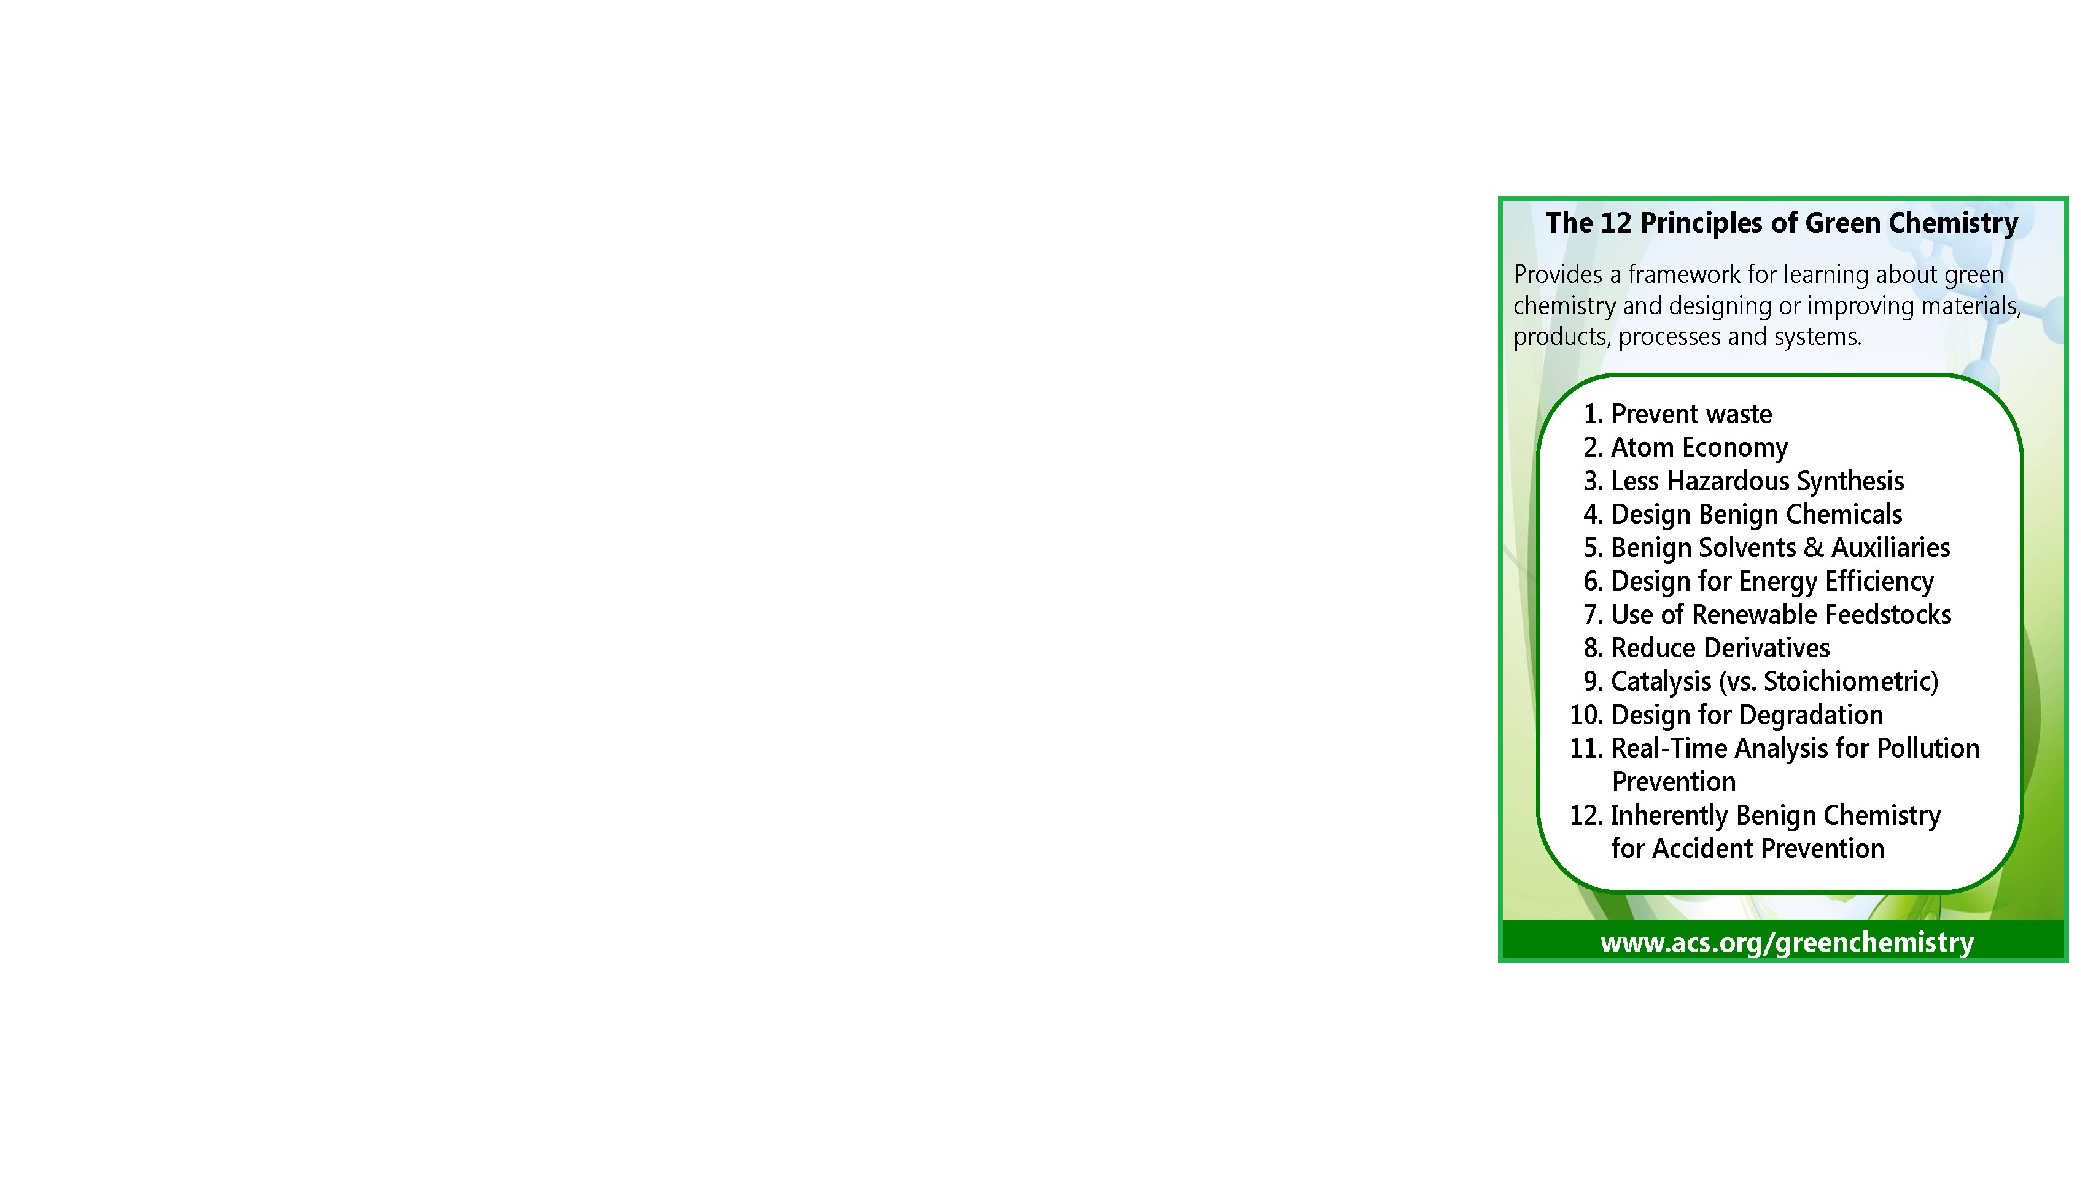 The 12 Principles of Green Chemistry
Provides a framework for learning about green
chemistry and designing or improving materials,
products, processes and systems.
1. Prevent waste
2. Atom Economy
3. Less Hazardous Synthesis
4. Design Benign Chemicals
5. Benign Solvents & Auxiliaries
6. Design for Energy Efficiency
7. Use of Renewable Feedstocks
8. Reduce Derivatives
9. Catalysis (vs. Stoichiometric)
10. Design for Degradation
11. Real-Time Analysis for Pollution
Prevention
12. Inherently Benign Chemistry
for Accident Prevention
www.acs.org/greenchemistry